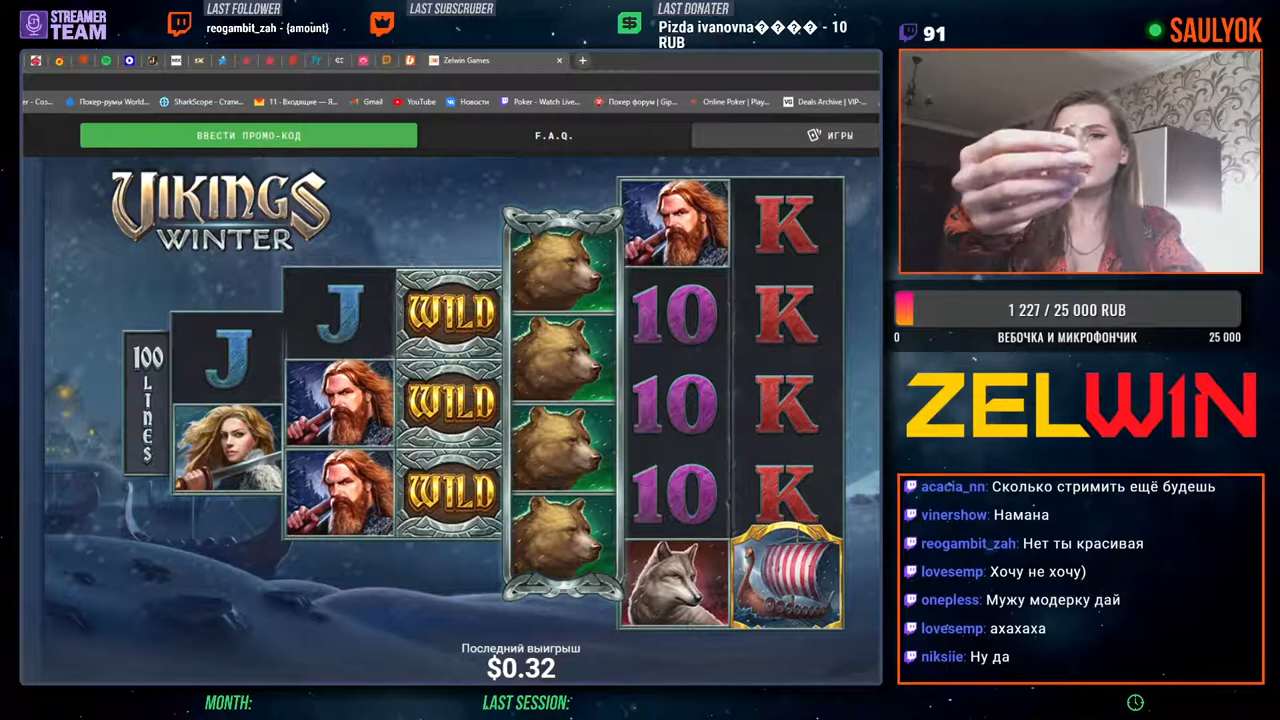 STREAMER
TEAM
LAST FOLLOWER
reogambit_zah - {amount}
LAST SUBSCRUBER
LAST DONATER
Pizda ivanovna���� - 10
RUB
91
SAULYOK
Zelwin Games
er - Cos...
Покер-румы World...
SharkScope - Стати...
11 - Входящие — Я...
Gmail
YouTube
Новости
Poker - Watch Live...
Покер форум | Gip...
Online Poker | Play...
Deals Archive | VIP-...
ВВЕСТИ ПРОМО-КОД
F.A.Q.
ИГРЫ
VIKINGS
WINTER
100
LINES
J
J
WILD
WILD
WILD
10
10
10
K
K
K
K
Последний выигрыш
$0.32
1 227 / 25 000 RUB
0
ВЕБОЧКА И МИКРОФОНЧИК
25 000
ZELWIN
acacia_nn: Сколько стримить ещё будешь
vinershow: Намана
reogambit_zah: Нет ты красивая
lovesemp: Хочу не хочу)
onepless: Мужу модерку дай
lovesemp: ахахаха
niksiie: Ну да
MONTH:
LAST SESSION: